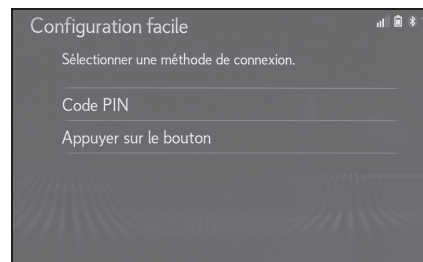 Configuration facile
Sélectionner une méthode de connexion.
Code PIN
Appuyer sur le bouton